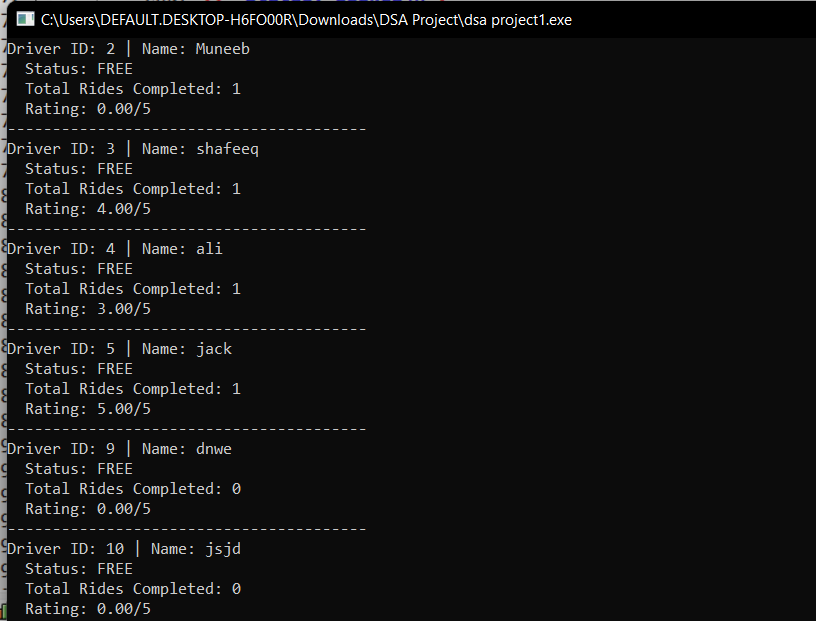 C:\Users\DEFAULT.DESKTOP-H6FO00R\Downloads\DSA Project\dsa project1.exe
Driver ID: 2 | Name: Muneeb
Status: FREE
Total Rides Completed: 1
Rating: 0.00/5
----------------------------------------
Driver ID: 3 | Name: shafeeq
Status: FREE
Total Rides Completed: 1
Rating: 4.00/5
----------------------------------------
Driver ID: 4 | Name: ali
Status: FREE
Total Rides Completed: 1
Rating: 3.00/5
----------------------------------------
Driver ID: 5 | Name: jack
Status: FREE
Total Rides Completed: 1
Rating: 5.00/5
----------------------------------------
Driver ID: 9 | Name: dnwe
Status: FREE
Total Rides Completed: 0
Rating: 0.00/5
----------------------------------------
Driver ID: 10 | Name: jsjd
Status: FREE
Total Rides Completed: 0
Rating: 0.00/5